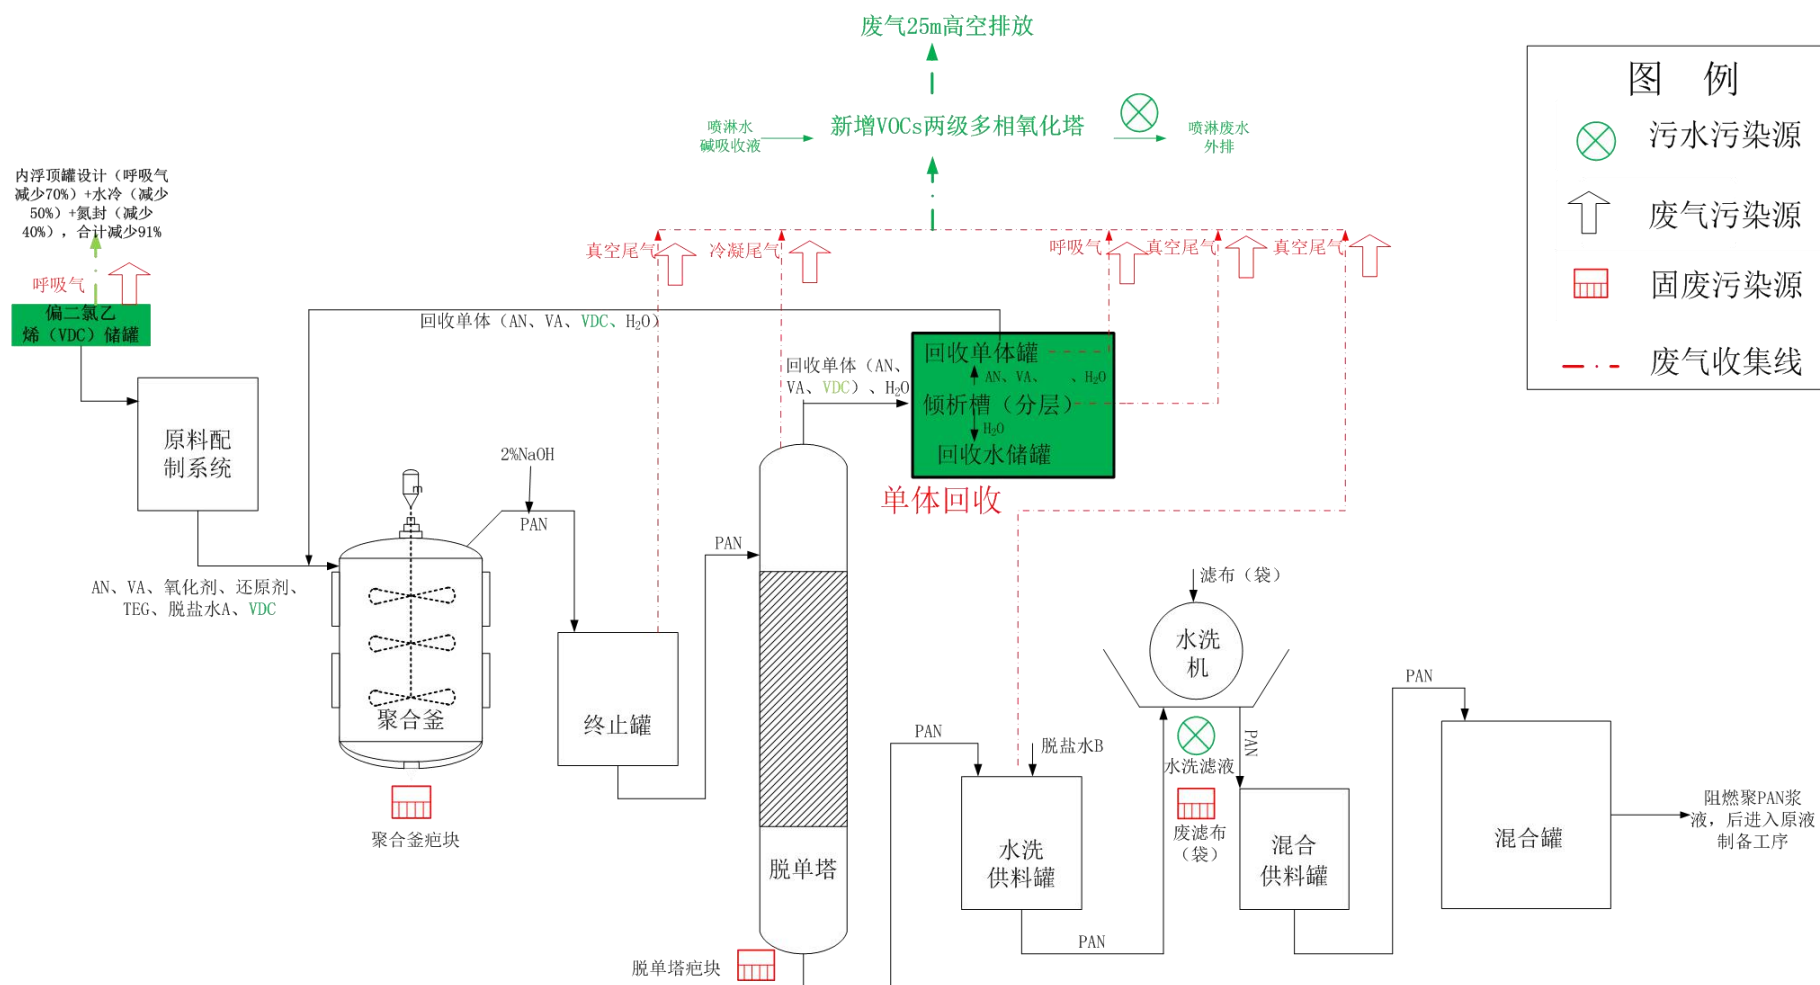 废气25m高空排放
喷淋水
碱吸收液
新增VOCs两级多相氧化塔
喷淋废水
外排
图 例
污水污染源
废气污染源
固废污染源
废气收集线
内浮顶罐设计（呼吸气
减少70%）+水冷（减少
50%）+氮封（减少
40%），合计减少91%
呼吸气
偏二氯乙
烯（VDC）储罐
真空尾气
冷凝尾气
呼吸气
真空尾气
真空尾气
回收单体（AN、VA、VDC、H₂O）
回收单体（AN、
VA、VDC）、H₂O
回收单体罐
AN、VA、 、H₂O
倾析槽（分层）
H₂O
回收水储罐
单体回收
原料配
制系统
2%NaOH
PAN
m
AN、VA、氧化剂、还原剂、
TEG、脱盐水A、VDC
聚合釜
聚合釜疤块
终止罐
PAN
脱单塔
脱单塔疤块
PAN
脱盐水B
水洗
供料罐
PAN
滤布（袋）
水洗
机
水洗滤液
废滤布
（袋）
PAN
混合
供料罐
PAN
混合罐
阻燃聚PAN浆
液，后进入原液
制备工序